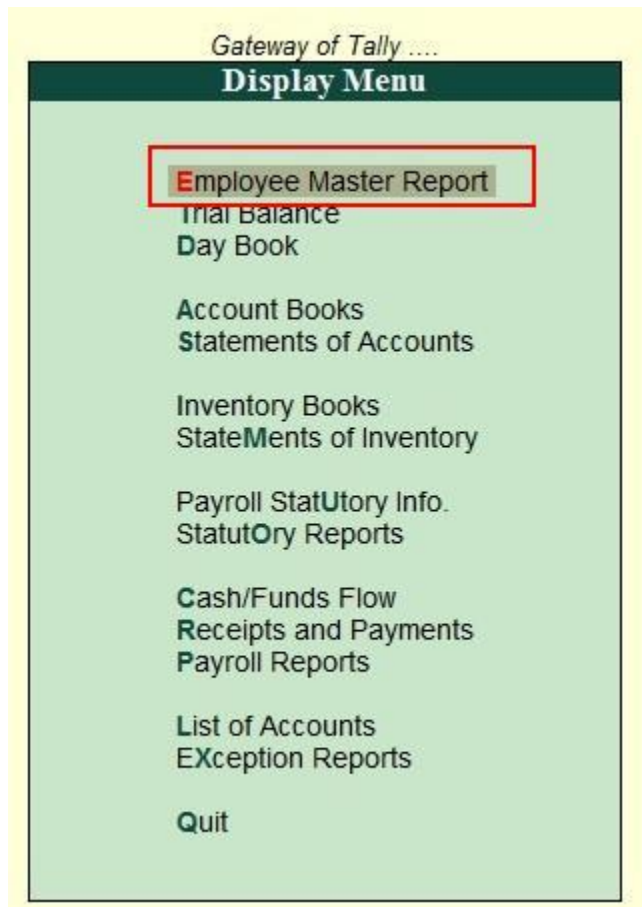 Gateway of Tally ....
Display Menu
Employee Master Report
Trial Balance
Day Book
Account Books
Statements of Accounts
Inventory Books
StateMents of Inventory
Payroll StatUtory Info.
StatutOry Reports
Cash/Funds Flow
Receipts and Payments
Payroll Reports
List of Accounts
EXception Reports
Quit